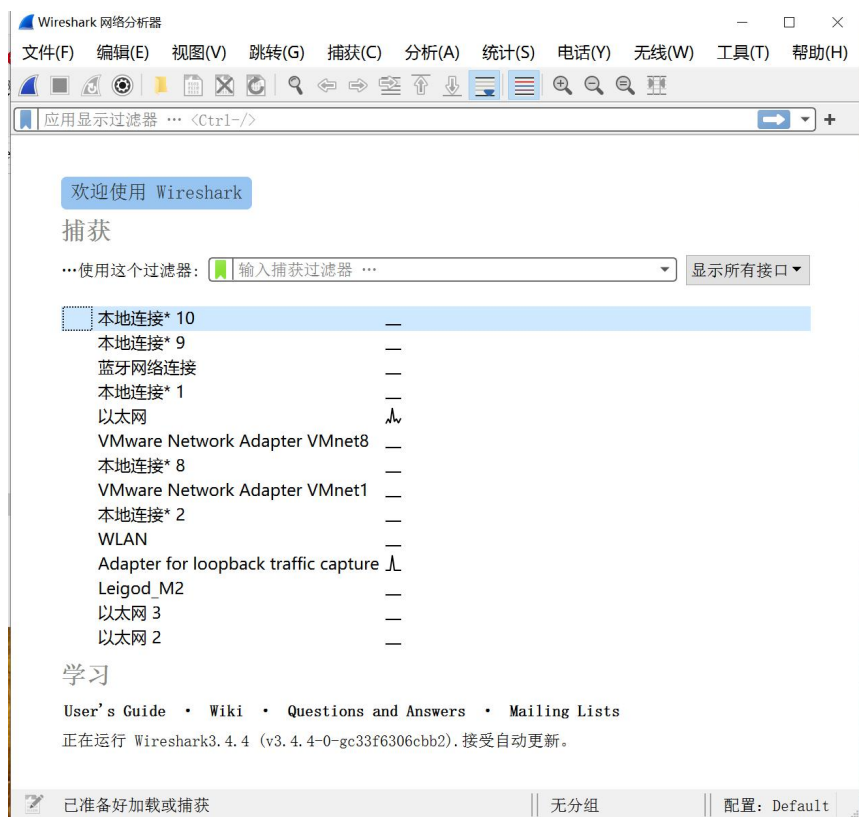 Wireshark 网络分析器
文件(F) 编辑(E) 视图(V) 跳转(G) 捕获(C) 分析(A) 统计(S) 电话(Y) 无线(W) 工具(T) 帮助(H)
应用显示过滤器 … <Ctrl-/>
欢迎使用 Wireshark
捕获
…使用这个过滤器: 输入捕获过滤器 … 显示所有接口
本地连接* 10
本地连接* 9
蓝牙网络连接
本地连接* 1
以太网
VMware Network Adapter VMnet8
本地连接* 8
VMware Network Adapter VMnet1
本地连接* 2
WLAN
Adapter for loopback traffic capture
Leigod_M2
以太网 3
以太网 2
学习
User's Guide · Wiki · Questions and Answers · Mailing Lists
正在运行 Wireshark3.4.4 (v3.4.4-0-gc33f6306cbb2).接受自动更新。
已准备好加载或捕获 无分组 配置: Default